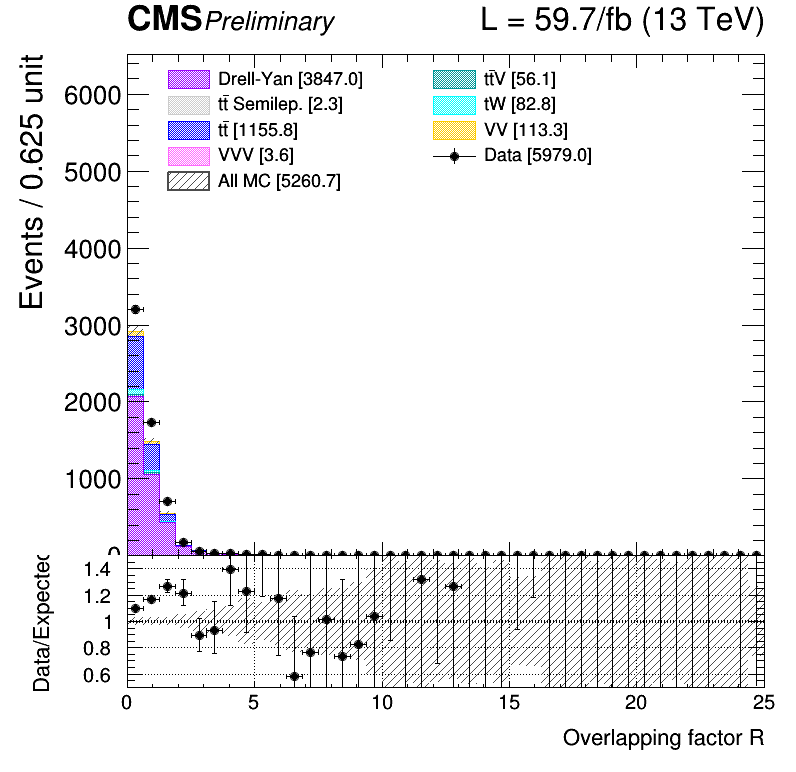 CMS Preliminary L = 59.7/fb (13 TeV)
Events / 0.625 unit
6000
5000
4000
3000
2000
1000
0
Drell-Yan [3847.0]
tt̄ Semilep. [2.3]
tt̄ [1155.8]
VVV [3.6]
All MC [5260.7]
tt̄V [56.1]
tW [82.8]
VV [113.3]
Data [5979.0]
Data/Expected
1.4
1.2
1
0.8
0.6
0 5 10 15 20 25
Overlapping factor R